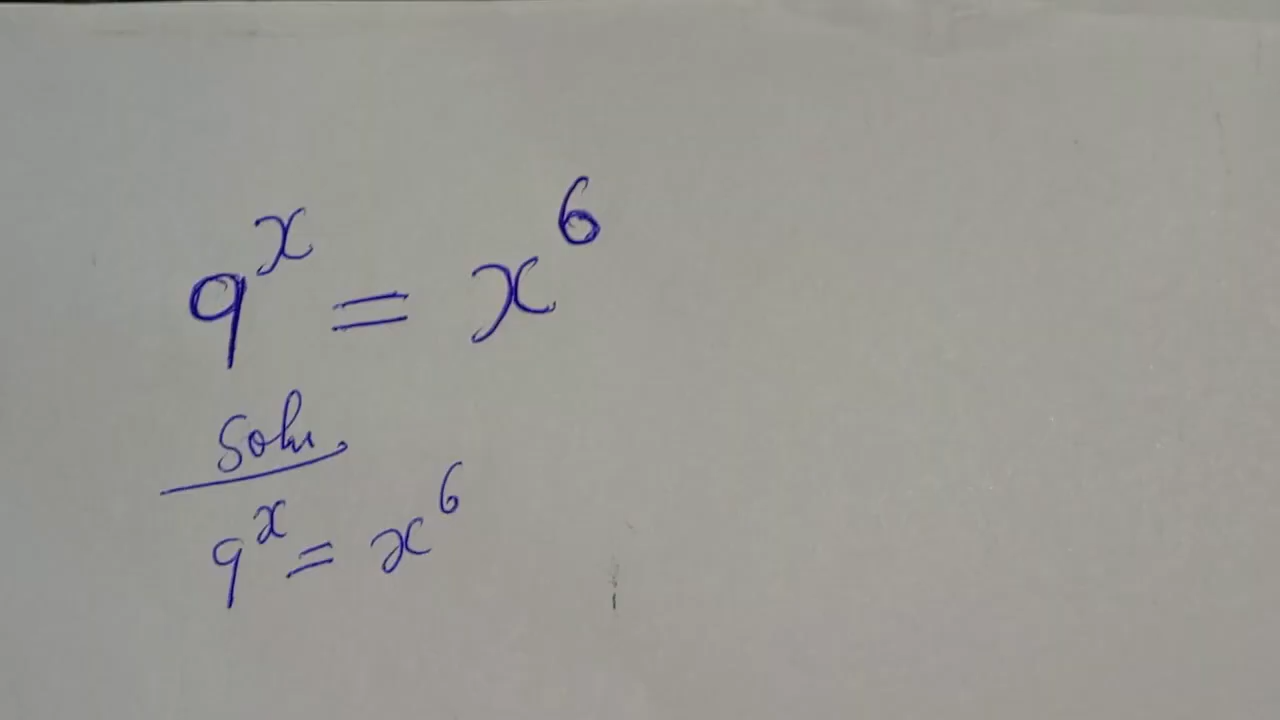 9^x = x^6
Soln.
9^x = x^6